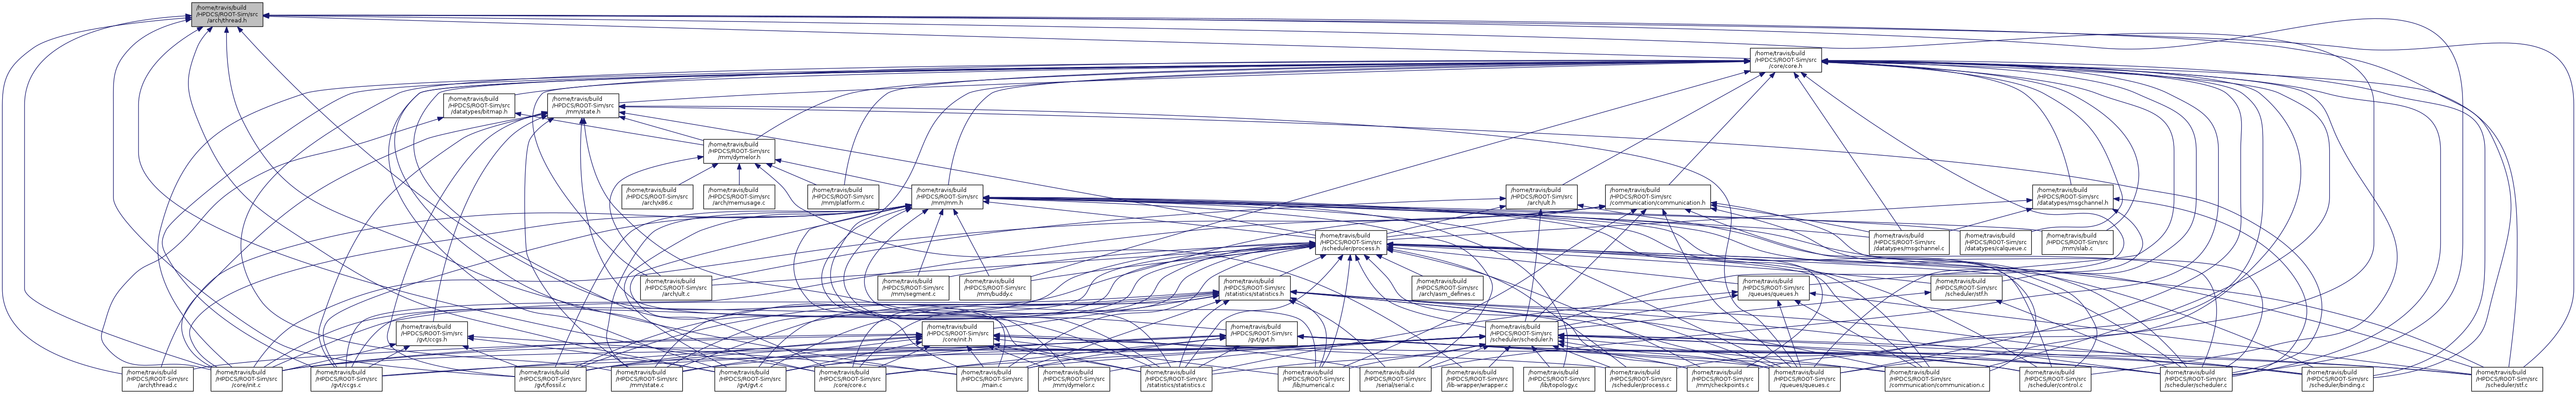 /home/travis/build
/HPDCS/ROOT-Sim/src
/arch/thread.h
/home/travis/build
/HPDCS/ROOT-Sim/src
/core/core.h
/home/travis/build
/HPDCS/ROOT-Sim/src
/datatypes/bitmap.h
/home/travis/build
/HPDCS/ROOT-Sim/src
/mm/state.h
/home/travis/build
/HPDCS/ROOT-Sim/src
/mm/dymelor.h
/home/travis/build
/HPDCS/ROOT-Sim/src
/arch/x86.c
/home/travis/build
/HPDCS/ROOT-Sim/src
/arch/memusage.c
/home/travis/build
/HPDCS/ROOT-Sim/src
/mm/platform.c
/home/travis/build
/HPDCS/ROOT-Sim/src
/mm/mm.h
/home/travis/build
/HPDCS/ROOT-Sim/src
/arch/ult.h
/home/travis/build
/HPDCS/ROOT-Sim/src
/communication/communication.h
/home/travis/build
/HPDCS/ROOT-Sim/src
/datatypes/msgchannel.h
/home/travis/build
/HPDCS/ROOT-Sim/src
/scheduler/process.h
/home/travis/build
/HPDCS/ROOT-Sim/src
/datatypes/msgchannel.c
/home/travis/build
/HPDCS/ROOT-Sim/src
/datatypes/calqueue.c
/home/travis/build
/HPDCS/ROOT-Sim/src
/mm/slab.c
/home/travis/build
/HPDCS/ROOT-Sim/src
/arch/ult.c
/home/travis/build
/HPDCS/ROOT-Sim/src
/mm/segment.c
/home/travis/build
/HPDCS/ROOT-Sim/src
/mm/buddy.c
/home/travis/build
/HPDCS/ROOT-Sim/src
/statistics/statistics.h
/home/travis/build
/HPDCS/ROOT-Sim/src
/arch/asm_defines.c
/home/travis/build
/HPDCS/ROOT-Sim/src
/queues/queues.h
/home/travis/build
/HPDCS/ROOT-Sim/src
/scheduler/stf.h
/home/travis/build
/HPDCS/ROOT-Sim/src
/gvt/ccgs.h
/home/travis/build
/HPDCS/ROOT-Sim/src
/core/init.h
/home/travis/build
/HPDCS/ROOT-Sim/src
/gvt/gvt.h
/home/travis/build
/HPDCS/ROOT-Sim/src
/scheduler/scheduler.h
/home/travis/build
/HPDCS/ROOT-Sim/src
/arch/thread.c
/home/travis/build
/HPDCS/ROOT-Sim/src
/core/init.c
/home/travis/build
/HPDCS/ROOT-Sim/src
/gvt/ccgs.c
/home/travis/build
/HPDCS/ROOT-Sim/src
/gvt/fossil.c
/home/travis/build
/HPDCS/ROOT-Sim/src
/mm/state.c
/home/travis/build
/HPDCS/ROOT-Sim/src
/gvt/gvt.c
/home/travis/build
/HPDCS/ROOT-Sim/src
/core/core.c
/home/travis/build
/HPDCS/ROOT-Sim/src
/main.c
/home/travis/build
/HPDCS/ROOT-Sim/src
/mm/dymelor.c
/home/travis/build
/HPDCS/ROOT-Sim/src
/statistics/statistics.c
/home/travis/build
/HPDCS/ROOT-Sim/src
/lib/numerical.c
/home/travis/build
/HPDCS/ROOT-Sim/src
/serial/serial.c
/home/travis/build
/HPDCS/ROOT-Sim/src
/lib-wrapper/wrapper.c
/home/travis/build
/HPDCS/ROOT-Sim/src
/lib/topology.c
/home/travis/build
/HPDCS/ROOT-Sim/src
/scheduler/process.c
/home/travis/build
/HPDCS/ROOT-Sim/src
/mm/checkpoints.c
/home/travis/build
/HPDCS/ROOT-Sim/src
/queues/queues.c
/home/travis/build
/HPDCS/ROOT-Sim/src
/communication/communication.c
/home/travis/build
/HPDCS/ROOT-Sim/src
/scheduler/control.c
/home/travis/build
/HPDCS/ROOT-Sim/src
/scheduler/scheduler.c
/home/travis/build
/HPDCS/ROOT-Sim/src
/scheduler/binding.c
/home/travis/build
/HPDCS/ROOT-Sim/src
/scheduler/stf.c